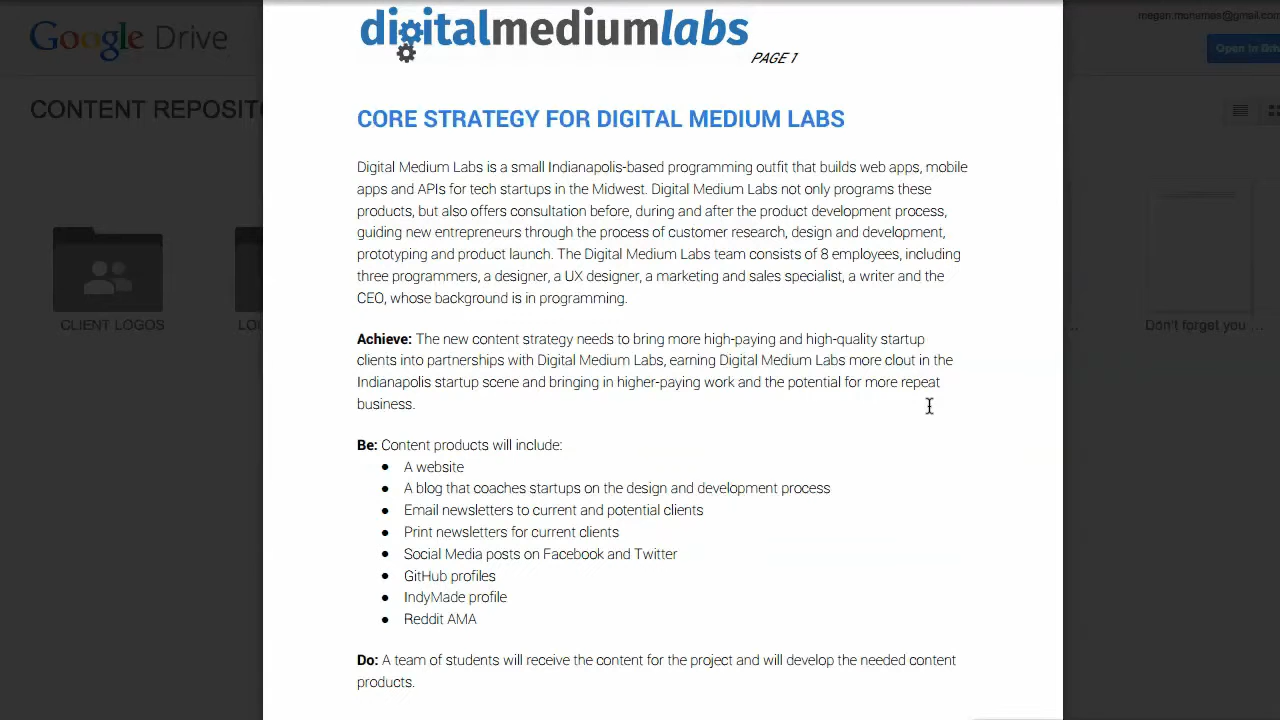 digitalmediumlabs
PAGE 1
Google Drive
Open in
CONTENT
CORE STRATEGY FOR DIGITAL MEDIUM LABS
Digital Medium Labs is a small Indianapolis-based programming outfit that builds web apps, mobile
apps and APIs for tech startups in the Midwest. Digital Medium Labs not only programs these
products, but also offers consultation before, during and after the product development process,
guiding new entrepreneurs through the process of customer research, design and development,
prototyping and product launch. The Digital Medium Labs team consists of 8 employees, including
three programmers, a designer, a UX designer, a marketing and sales specialist, a writer and the
CEO, whose background is in programming.
CLIENT LOGOS
Don't forget you ...
Achieve: The new content strategy needs to bring more high-paying and high-quality startup
clients into partnerships with Digital Medium Labs, earning Digital Medium Labs more clout in the
Indianapolis startup scene and bringing in higher-paying work and the potential for more repeat
business.
Be: Content products will include:
● A website
● A blog that coaches startups on the design and development process
● Email newsletters to current and potential clients
● Print newsletters for current clients
● Social Media posts on Facebook and Twitter
● GitHub profiles
● IndyMade profile
● Reddit AMA
Do: A team of students will receive the content for the project and will develop the needed content
products.